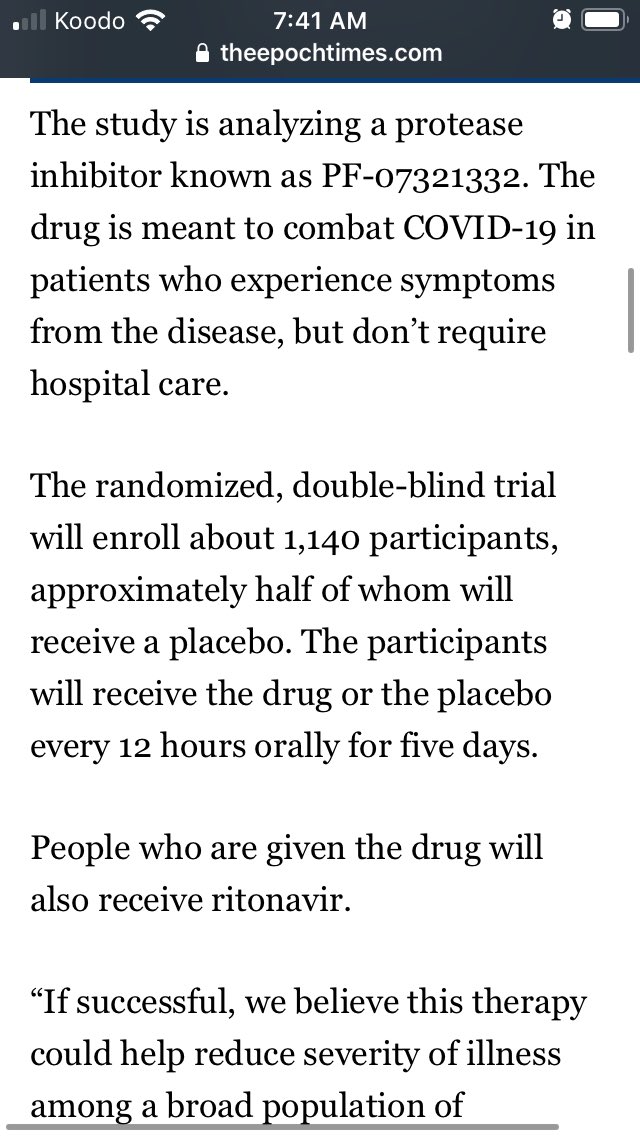 Koodo 7:41 AM
theepochtimes.com
The study is analyzing a protease
inhibitor known as PF-07321332. The
drug is meant to combat COVID-19 in
patients who experience symptoms
from the disease, but don’t require
hospital care.
The randomized, double-blind trial
will enroll about 1,140 participants,
approximately half of whom will
receive a placebo. The participants
will receive the drug or the placebo
every 12 hours orally for five days.
People who are given the drug will
also receive ritonavir.
“If successful, we believe this therapy
could help reduce severity of illness
among a broad population of